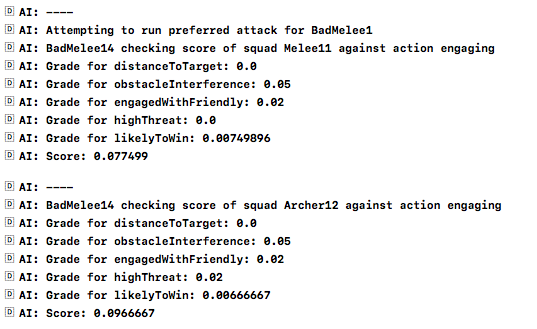 D AI: ----
D AI: Attempting to run preferred attack for BadMelee1
D AI: BadMelee14 checking score of squad Melee11 against action engaging
D AI: Grade for distanceToTarget: 0.0
D AI: Grade for obstacleInterference: 0.05
D AI: Grade for engagedWithFriendly: 0.02
D AI: Grade for highThreat: 0.0
D AI: Grade for likelyToWin: 0.00749896
D AI: Score: 0.077499
D AI: ----
D AI: BadMelee14 checking score of squad Archer12 against action engaging
D AI: Grade for distanceToTarget: 0.0
D AI: Grade for obstacleInterference: 0.05
D AI: Grade for engagedWithFriendly: 0.02
D AI: Grade for highThreat: 0.02
D AI: Grade for likelyToWin: 0.00666667
D AI: Score: 0.0966667